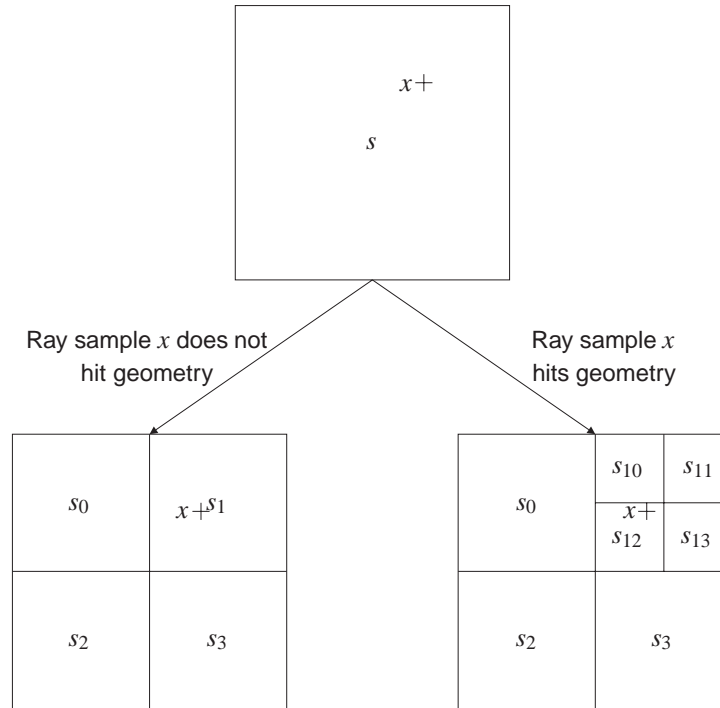 x+
s
Ray sample x does not
hit geometry
Ray sample x
hits geometry
s0
x+s1
s2
s3
s0
s10
s11
x+
s12
s13
s2
s3